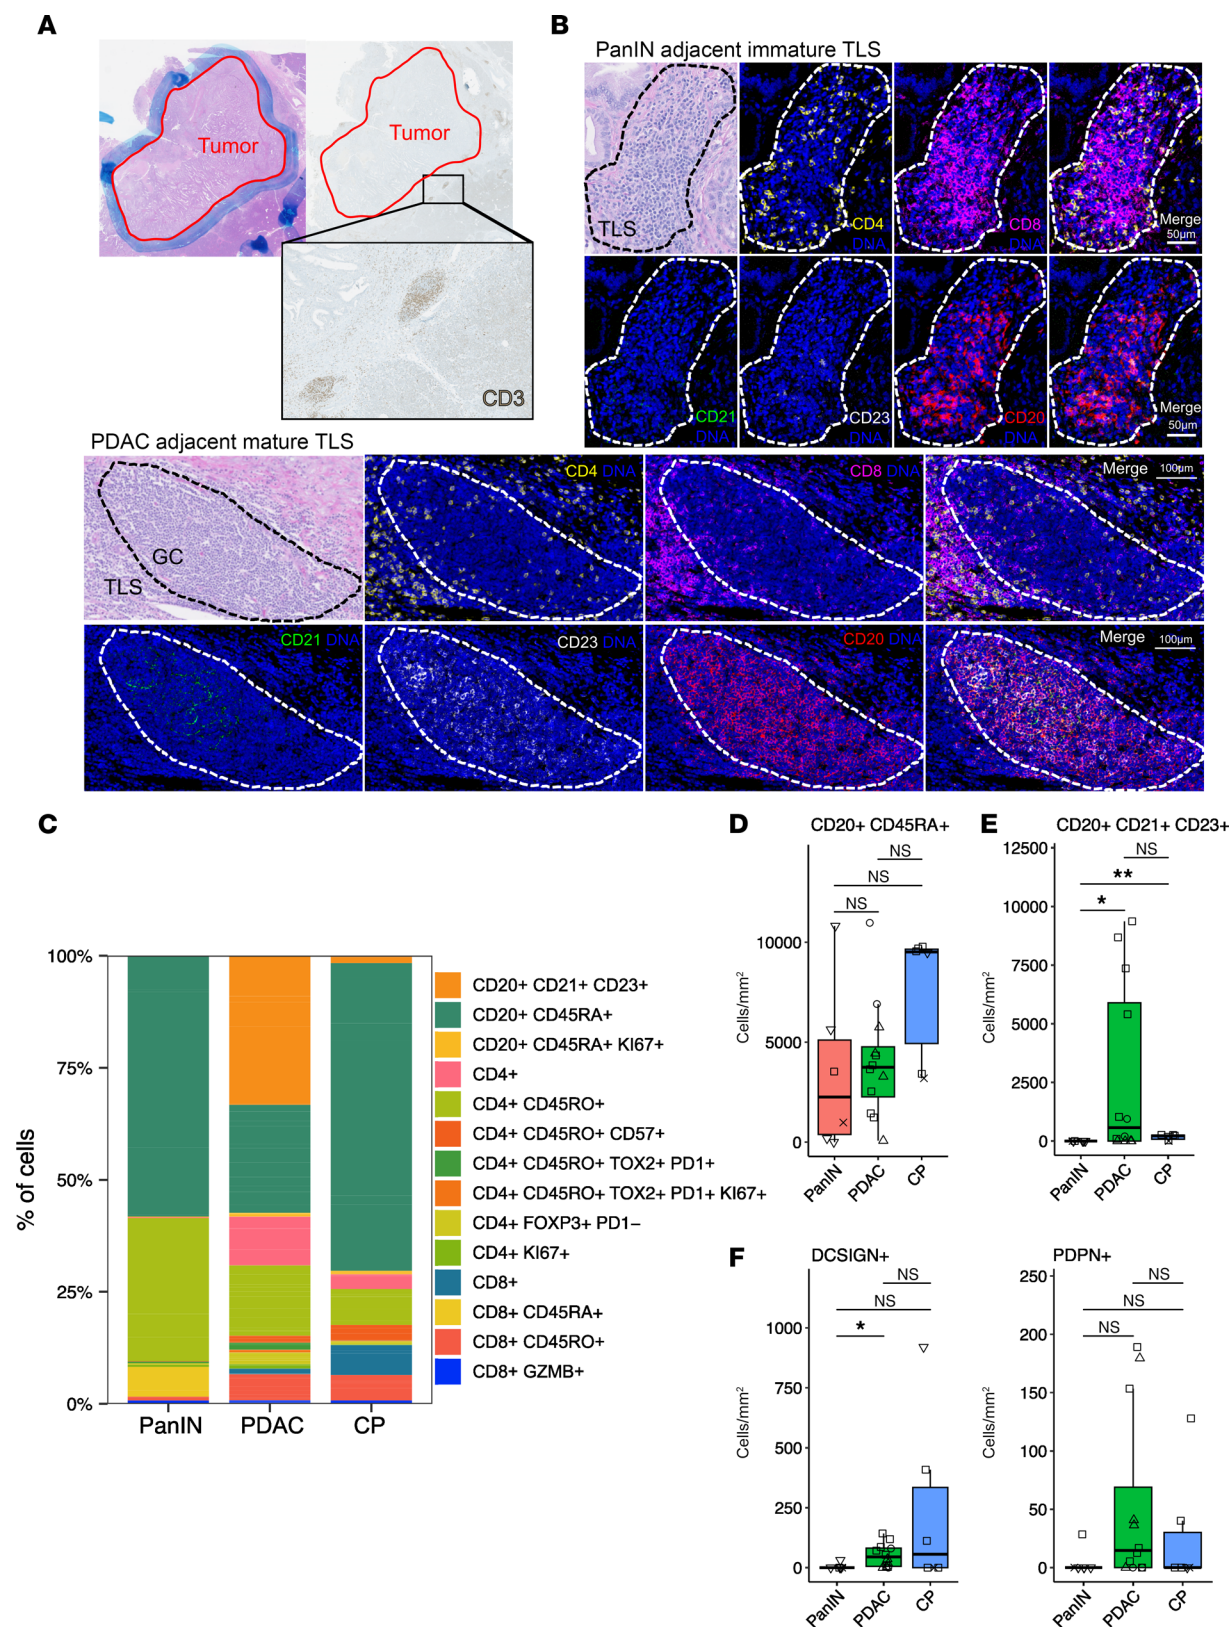 A
Tumor
Tumor
CD3
B
PanIN adjacent immature TLS
TLS
CD4
DNA
CD8
DNA
Merge
50µm
CD21
DNA
CD23
DNA
CD20
DNA
Merge
50µm
PDAC adjacent mature TLS
GC
TLS
CD4 DNA
CD8 DNA
Merge 100µm
CD21 DNA
CD23 DNA
CD20 DNA
Merge 100µm
C
% of cells
100%
75%
50%
25%
0%
PanIN PDAC CP
CD20+ CD21+ CD23+
CD20+ CD45RA+
CD20+ CD45RA+ KI67+
CD4+
CD4+ CD45RO+
CD4+ CD45RO+ CD57+
CD4+ CD45RO+ TOX2+ PD1+
CD4+ CD45RO+ TOX2+ PD1+ KI67+
CD4+ FOXP3+ PD1−
CD4+ KI67+
CD8+
CD8+ CD45RA+
CD8+ CD45RO+
CD8+ GZMB+
D
CD20+ CD45RA+
NS
NS
NS
Cells/mm²
10000
5000
0
PanIN PDAC CP
E
CD20+ CD21+ CD23+
NS
**
*
Cells/mm²
12500
10000
7500
5000
2500
0
PanIN PDAC CP
F
DCSIGN+
NS
NS
*
Cells/mm²
1000
750
500
250
0
PanIN PDAC CP
PDPN+
NS
NS
NS
Cells/mm²
250
200
150
100
50
0
PanIN PDAC CP